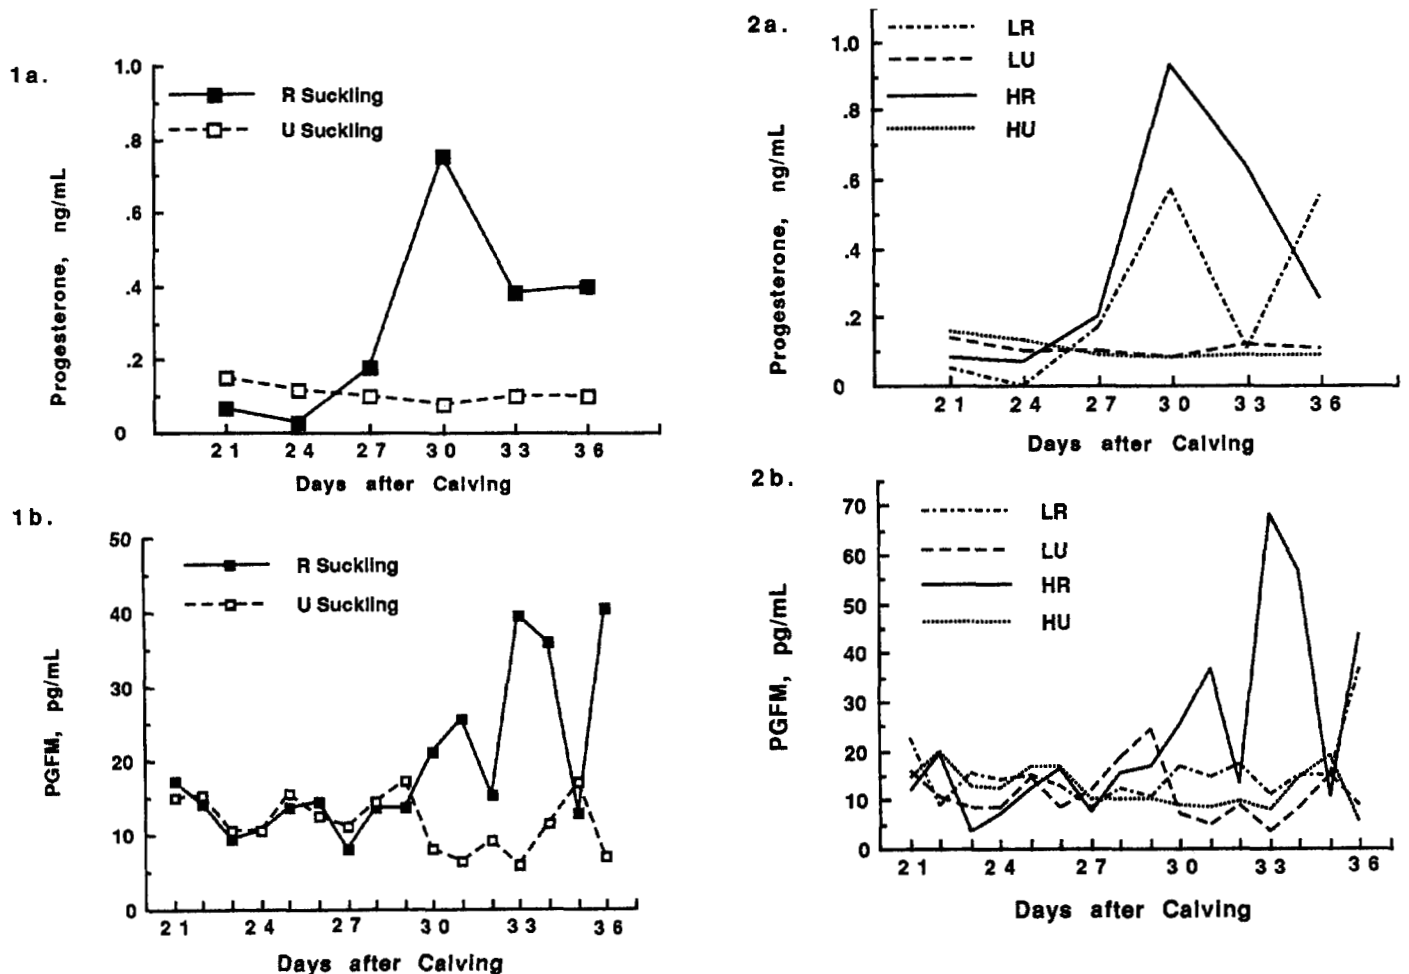 1a.
1.0
.8
.6
.4
.2
0
Progesterone, ng/mL
R Suckling
U Suckling
21 24 27 30 33 36
Days after Calving
2a.
1.0
.8
.6
.4
.2
0
Progesterone, ng/mL
LR
LU
HR
HU
21 24 27 30 33 36
Days after Calving
1b.
50
40
30
20
10
0
PGFM, pg/mL
R Suckling
U Suckling
21 24 27 30 33 36
Days after Calving
2b.
70
60
50
40
30
20
10
0
PGFM, pg/mL
LR
LU
HR
HU
21 24 27 30 33 36
Days after Calving